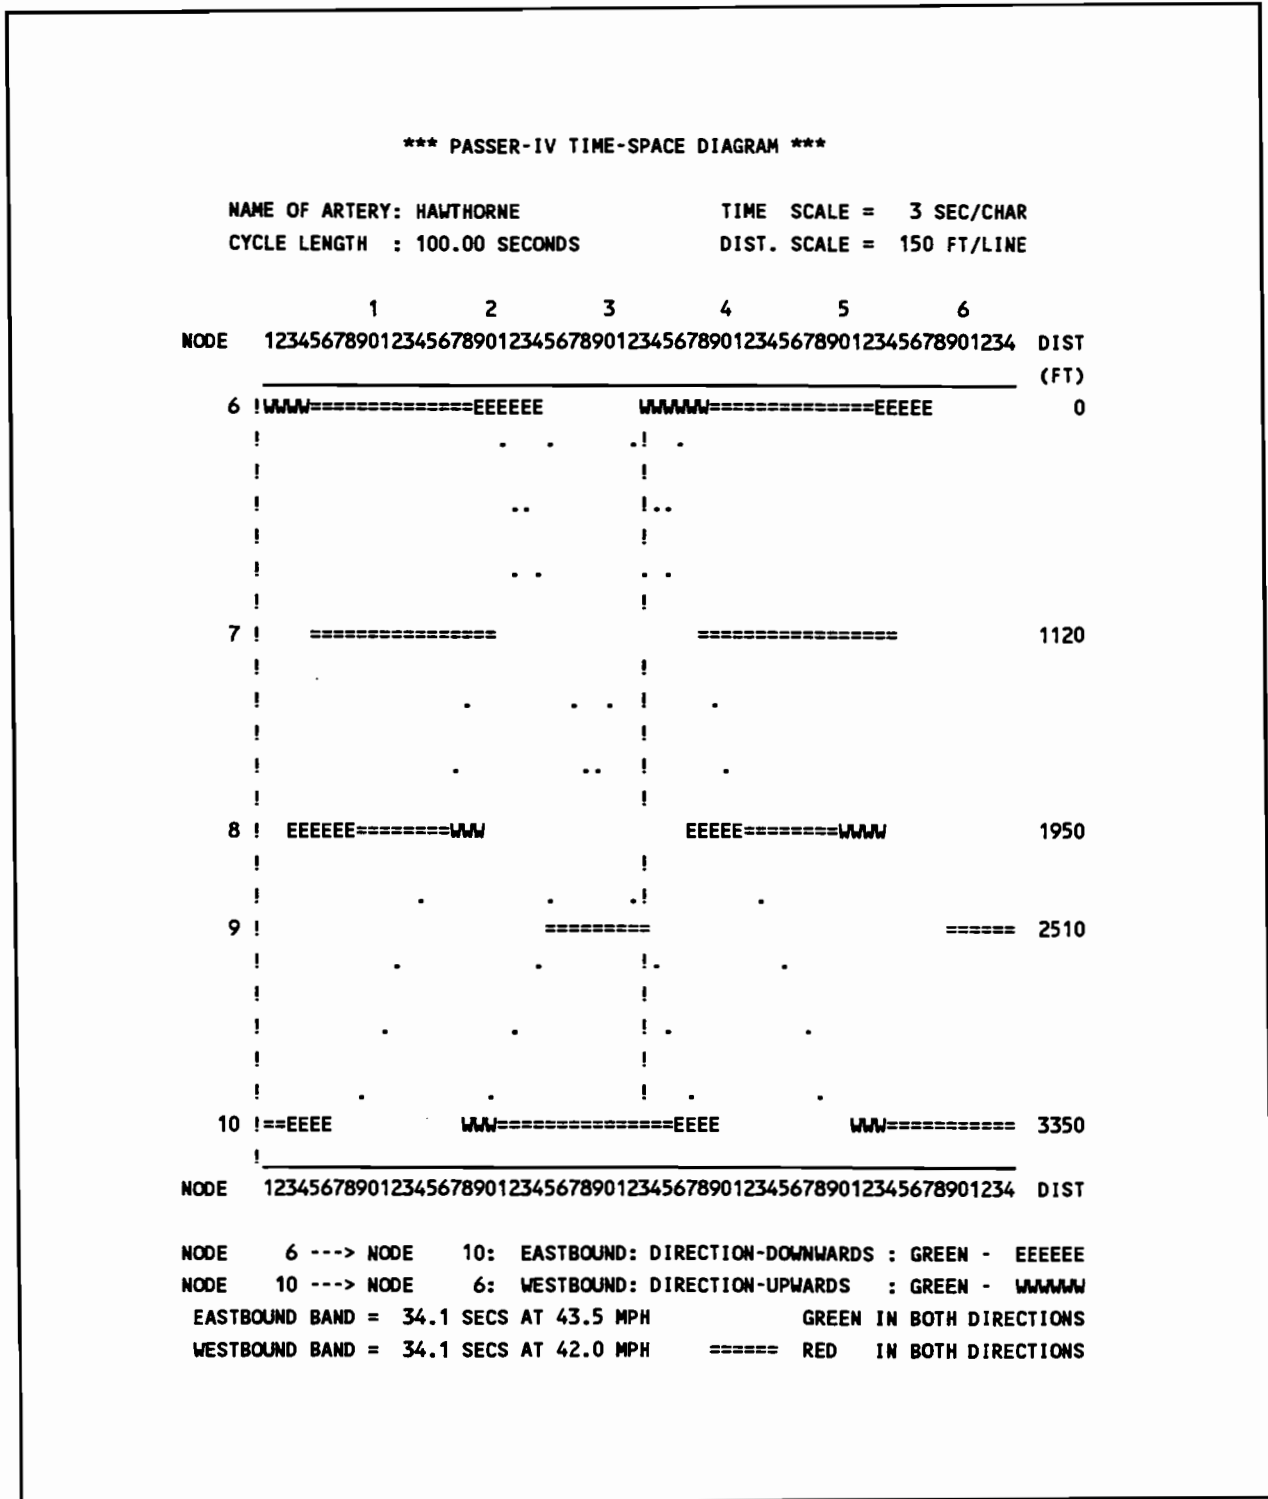 *** PASSER-IV TIME-SPACE DIAGRAM ***
NAME OF ARTERY: HAWTHORNE TIME SCALE = 3 SEC/CHAR
CYCLE LENGTH : 100.00 SECONDS DIST. SCALE = 150 FT/LINE
1 2 3 4 5 6
NODE 1234567890123456789012345678901234567890123456789012345678901234 DIST
(FT)
6 !WWWW==============EEEEEE WWWWWW==============EEEEE 0
! . . .! .
! !
! .. !..
! !
! . . . .
! !
7 ! ================ ================= 1120
! !
! . . . ! .
! !
! . .. ! .
! !
8 ! EEEEEE========WWW EEEEE========WWWW 1950
! !
! . . .! .
9 ! ========= ====== 2510
! . . !. .
! !
! . . ! . .
! !
! . . ! . .
10 !==EEEE WWW===============EEEE WWW=========== 3350
!
NODE 1234567890123456789012345678901234567890123456789012345678901234 DIST
NODE 6 ---> NODE 10: EASTBOUND: DIRECTION-DOWNWARDS : GREEN - EEEEEE
NODE 10 ---> NODE 6: WESTBOUND: DIRECTION-UPWARDS : GREEN - WWWWWW
EASTBOUND BAND = 34.1 SECS AT 43.5 MPH GREEN IN BOTH DIRECTIONS
WESTBOUND BAND = 34.1 SECS AT 42.0 MPH ====== RED IN BOTH DIRECTIONS